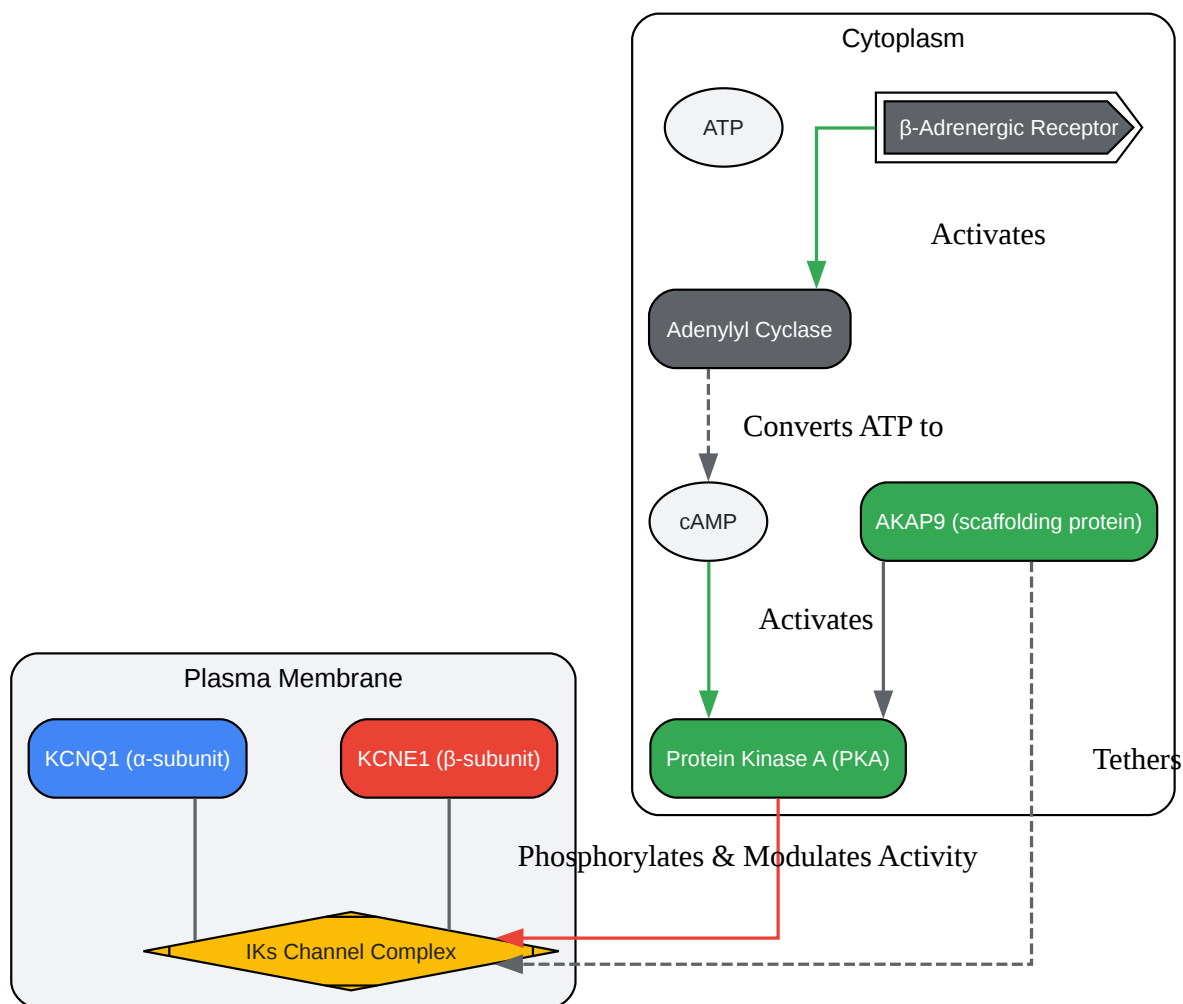 Cytoplasm
ATP
β-Adrenergic Receptor
Activates
Adenylyl Cyclase
Converts ATP to
cAMP
AKAP9 (scaffolding protein)
Activates
Plasma Membrane
KCNQ1 (α-subunit)
KCNE1 (β-subunit)
Protein Kinase A (PKA)
Tethers
Phosphorylates & Modulates Activity
IKs Channel Complex